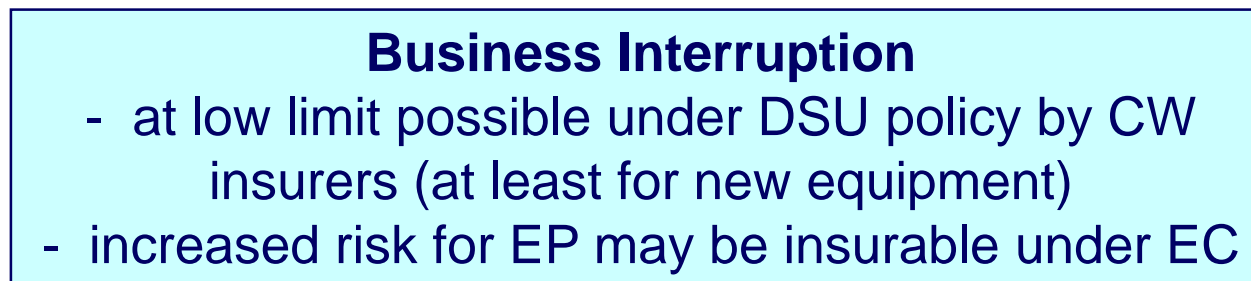 Business Interruption
- at low limit possible under DSU policy by CW
insurers (at least for new equipment)
- increased risk for EP may be insurable under EC